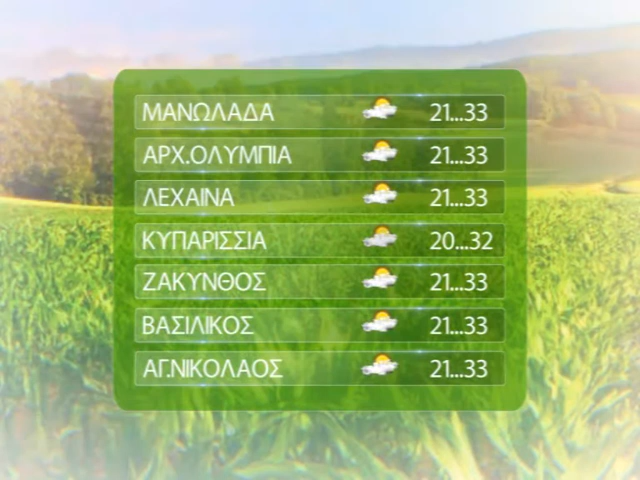 ΜΑΝΩΛΑΔΑ 21...33
ΑΡΧ.ΟΛΥΜΠΙΑ 21...33
ΛΕΧΑΙΝΑ 21...33
ΚΥΠΑΡΙΣΣΙΑ 20...32
ΖΑΚΥΝΘΟΣ 21...33
ΒΑΣΙΛΙΚΟΣ 21...33
ΑΓ.ΝΙΚΟΛΑΟΣ 21...33